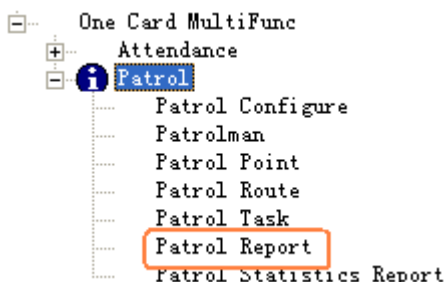 One Card MultiFunc
Attendance
Patrol
Patrol Configure
Patrolman
Patrol Point
Patrol Route
Patrol Task
Patrol Report
Patrol Statistics Report